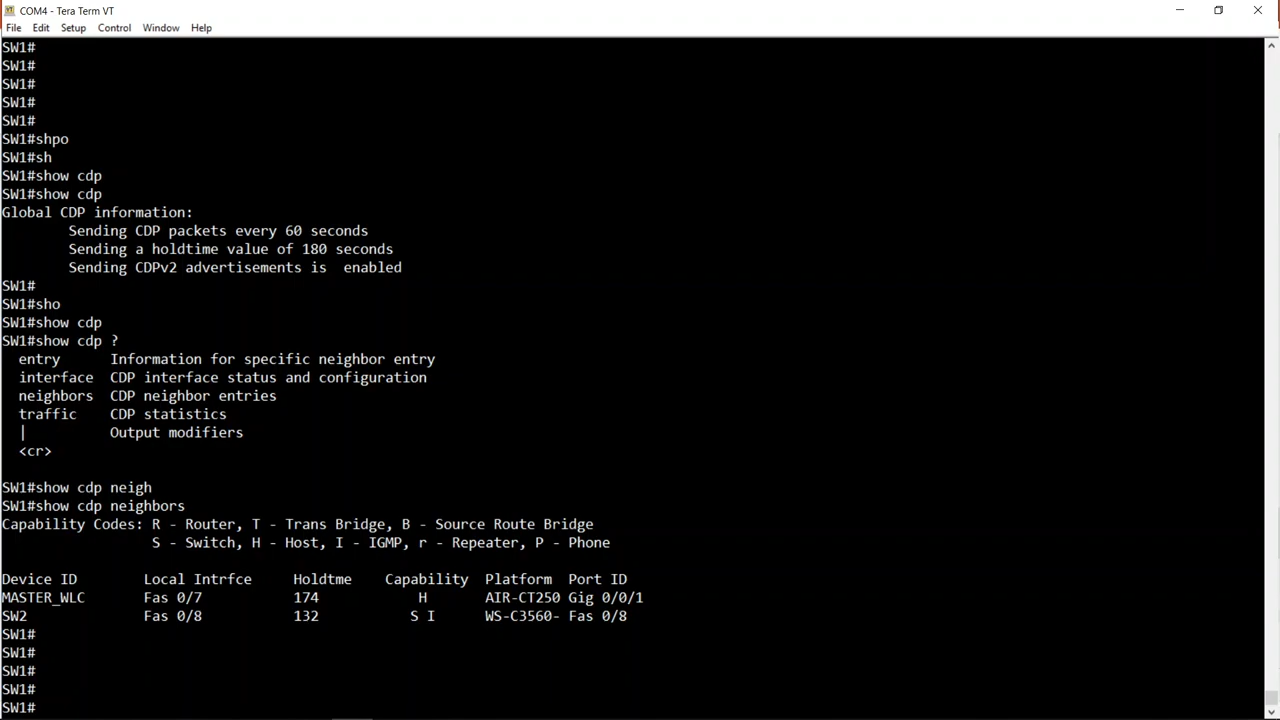 COM4 - Tera Term VT
File Edit Setup Control Window Help
SW1#
SW1#
SW1#
SW1#
SW1#
SW1#shpo
SW1#sh
SW1#show cdp
SW1#show cdp
Global CDP information:
        Sending CDP packets every 60 seconds
        Sending a holdtime value of 180 seconds
        Sending CDPv2 advertisements is  enabled
SW1#
SW1#sho
SW1#show cdp
SW1#show cdp ?
  entry      Information for specific neighbor entry
  interface  CDP interface status and configuration
  neighbors  CDP neighbor entries
  traffic    CDP statistics
  |          Output modifiers
  <cr>
SW1#show cdp neigh
SW1#show cdp neighbors
Capability Codes: R - Router, T - Trans Bridge, B - Source Route Bridge
                  S - Switch, H - Host, I - IGMP, r - Repeater, P - Phone
Device ID        Local Intrfce     Holdtme    Capability  Platform  Port ID
MASTER_WLC       Fas 0/7           174            H       AIR-CT250 Gig 0/0/1
SW2              Fas 0/8           132           S I      WS-C3560- Fas 0/8
SW1#
SW1#
SW1#
SW1#
SW1#